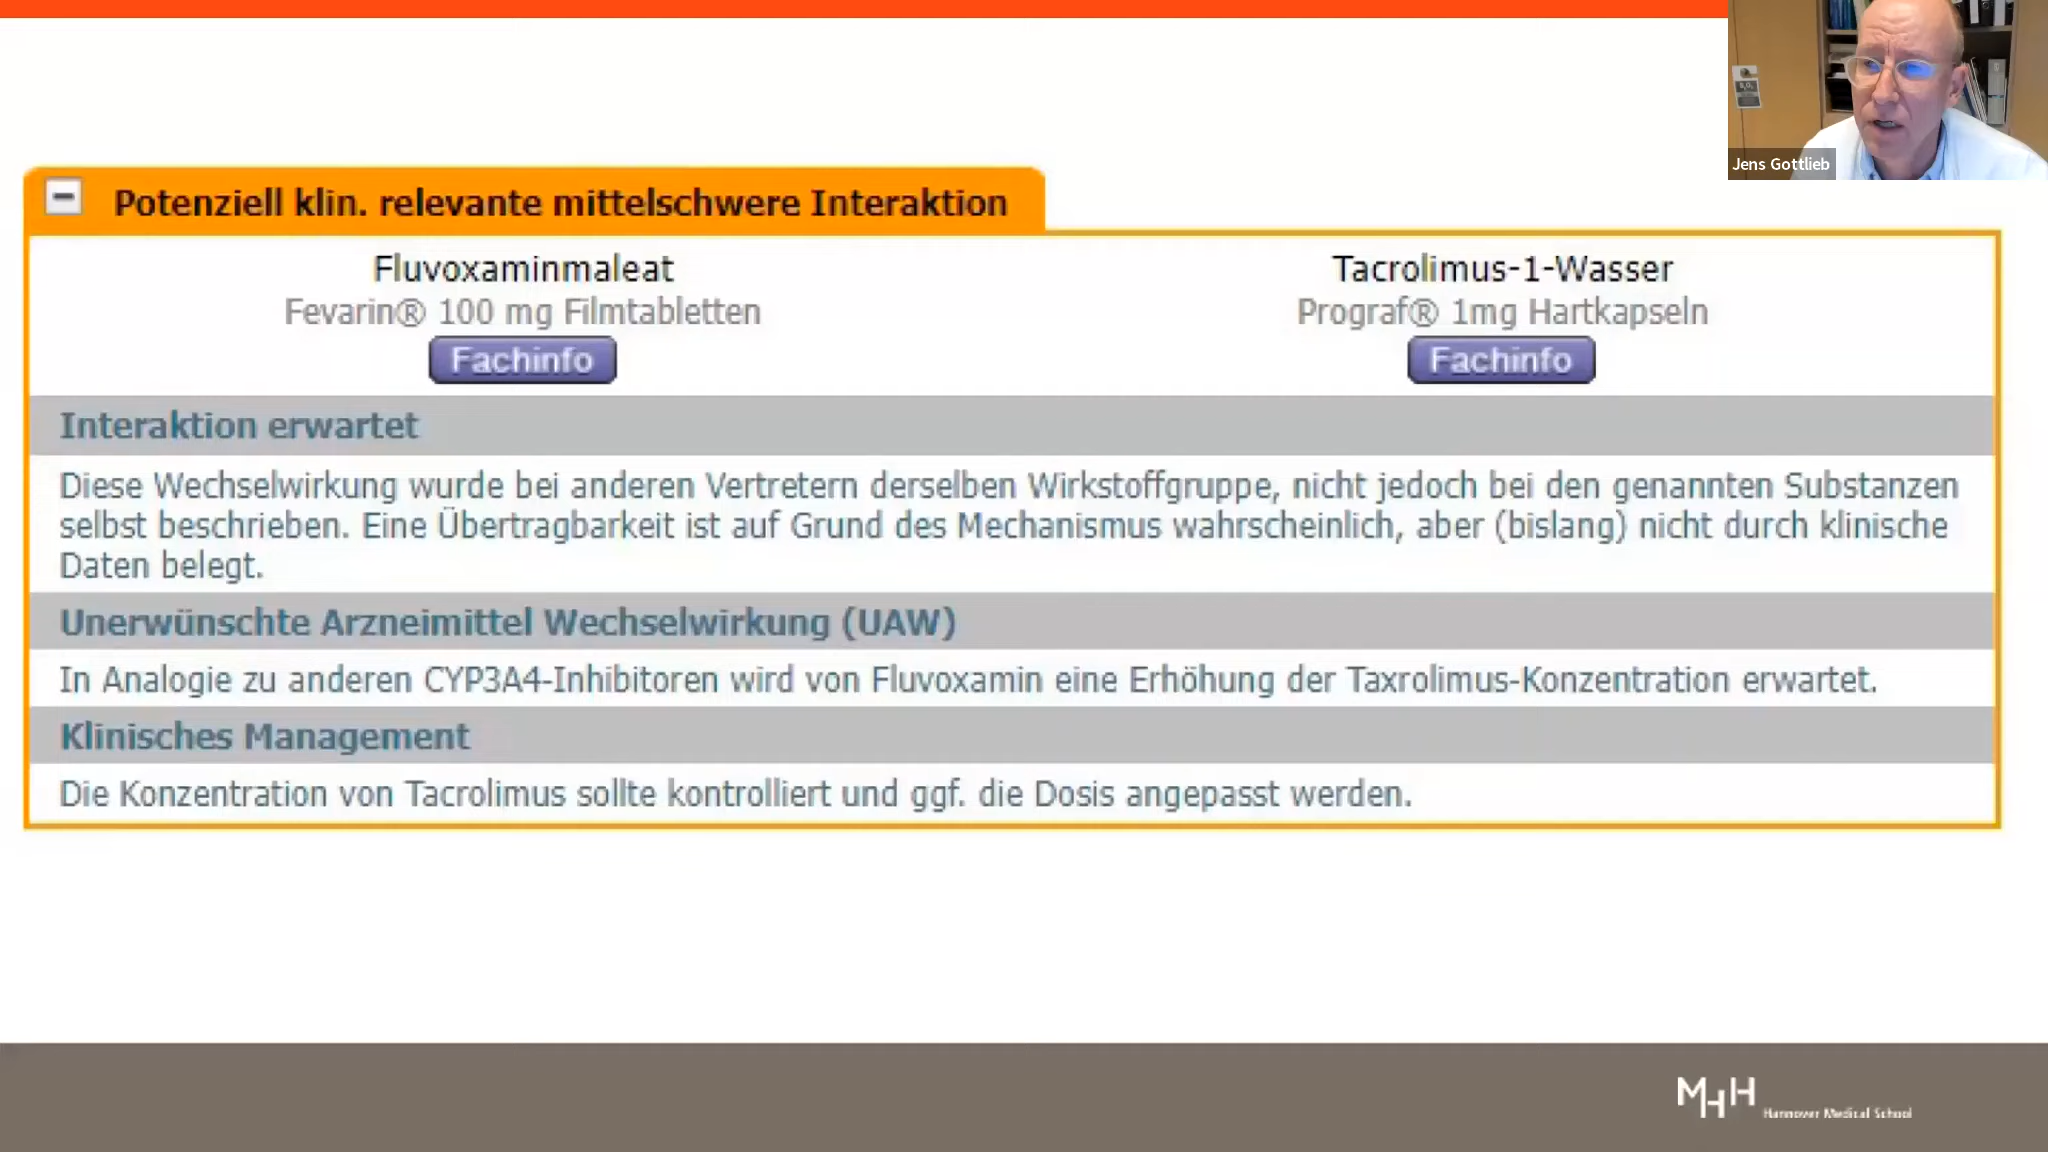 Jens Gottlieb
Potenziell klin. relevante mittelschwere Interaktion
Fluvoxaminmaleat
Fevarin® 100 mg Filmtabletten
Fachinfo
Tacrolimus-1-Wasser
Prograf® 1mg Hartkapseln
Fachinfo
Interaktion erwartet
Diese Wechselwirkung wurde bei anderen Vertretern derselben Wirkstoffgruppe, nicht jedoch bei den genannten Substanzen
selbst beschrieben. Eine Übertragbarkeit ist auf Grund des Mechanismus wahrscheinlich, aber (bislang) nicht durch klinische
Daten belegt.
Unerwünschte Arzneimittel Wechselwirkung (UAW)
In Analogie zu anderen CYP3A4-Inhibitoren wird von Fluvoxamin eine Erhöhung der Taxrolimus-Konzentration erwartet.
Klinisches Management
Die Konzentration von Tacrolimus sollte kontrolliert und ggf. die Dosis angepasst werden.
MHH
Hannover Medical School